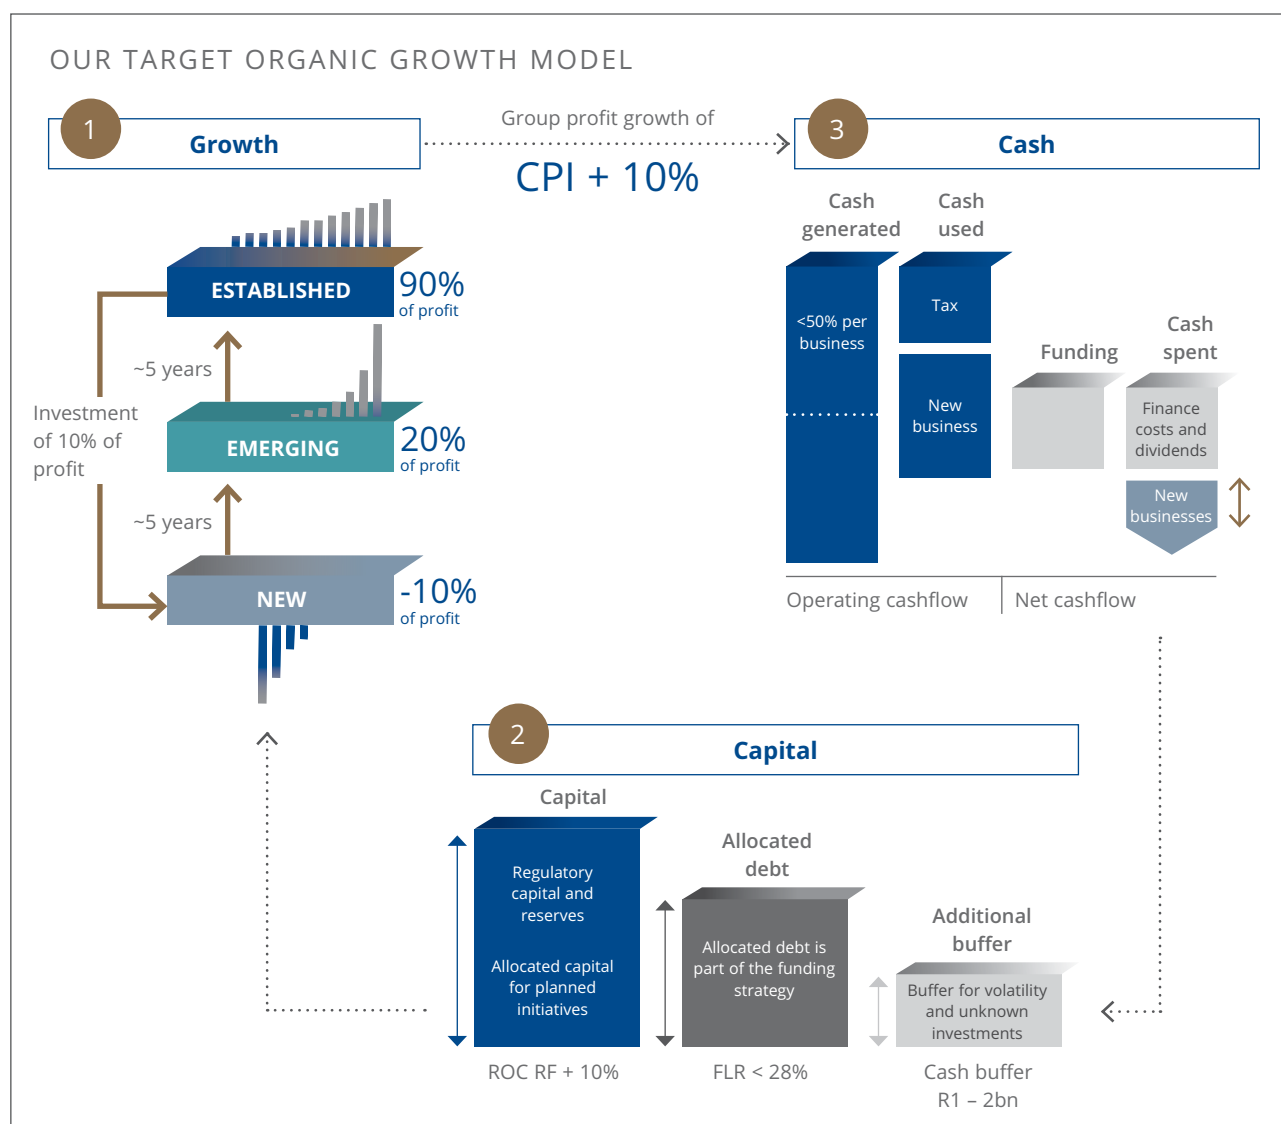 OUR TARGET ORGANIC GROWTH MODEL
1
Growth
Group profit growth of
CPI + 10%
3
Cash
ESTABLISHED
90%
of profit
~5 years
Investment
of 10% of
profit
EMERGING
20%
of profit
~5 years
NEW
-10%
of profit
Cash
generated
Cash
used
<50% per
business
Tax
New
business
Funding
Cash
spent
Finance
costs and
dividends
New
businesses
Operating cashflow
Net cashflow
2
Capital
Capital
Regulatory
capital and
reserves
Allocated capital
for planned
initiatives
ROC RF + 10%
Allocated
debt
Allocated debt is
part of the funding
strategy
FLR < 28%
Additional
buffer
Buffer for volatility
and unknown
investments
Cash buffer
R1 – 2bn